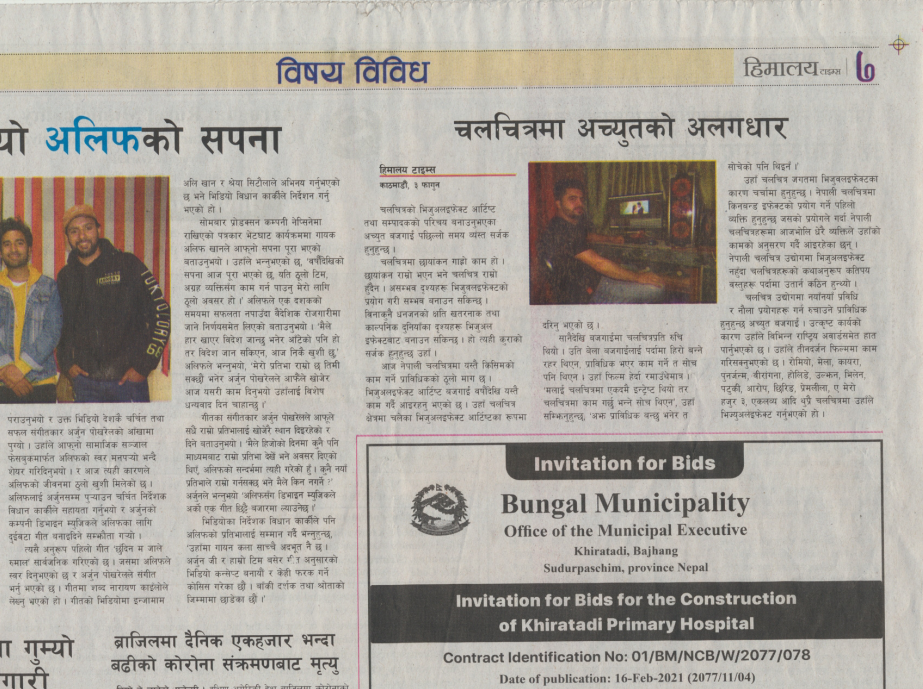 विषय विविध
हिमालय टाइम्स
७
यो अलिफको सपना
अलि खान र श्रेया सिटौलाले अभिनय गर्नुभएको
छ भने भिडियो विधान कार्कीले निर्देशन गर्नु
भएको हो ।
सोमबार प्रोडक्सन कम्पनी नेप्सिनेमा
राखिएको पत्रकार भेटघाट कार्यक्रममा गायक
अलिफ खानले आफ्नो सपना पूरा भएको
बताउनुभयो । उहाँले भन्नुभएको छ, 'वर्षौंदेखिको
सपना आज पूरा भएको छ, यति ठूलो टिम,
अग्रह व्यक्तिसँग काम गर्न पाउनु मेरो लागि
ठूलो अवसर हो ।' अलिफले एक दशकको
समयमा सफलता नपाउँदा वैदेशिक रोजगारीमा
जाने निर्णयसमेत लिएको बताउनुभयो । 'मैले
हार खाएर विदेश जान्छु भनेर आँटेको पनि हो
तर विदेश जान सकिएन, आज निकै खुशी छु,'
अलिफले भन्नुभयो, 'मेरो प्रतिभा राम्रो छ तिमी
सक्छौ भनेर अर्जुन पोखरेलले आफैंले खोजेर
आज यसरी काम दिनुभयो उहाँलाई विशेष
धन्यवाद दिन चाहान्छु ।'
गीतका संगीतकार अर्जुन पोखरेलले आफूले
सधै राम्रो प्रतिभालाई खोजेरै स्थान दिइरहेको र
दिने बताउनुभयो । 'मैले हिजोको दिनमा कुनै पनि
माध्यमबाट राम्रो प्रतिभा देखें भने अवसर दिएको
थिएँ, अलिफको सन्दर्भमा त्यही गरेको हुँ । कुनै नयाँ
प्रतिभाले राम्रो गर्नसक्छ भने मैले किन नगर्ने ?'
अर्जुनले भन्नुभयो 'अलिफसँग डिभाइन म्युजिकले
अर्को एक गीत छिट्टै बजारमा ल्याउनेछ ।'
भिडियोका निर्देशक विधान कार्कीले पनि
अलिफको प्रतिभालाई सम्मान गर्दै भन्नुहुन्छ,
'उहाँमा गायन कला साच्चै अदभूत नै छ ।
अर्जुन जी र हाम्रो टिम बसेर गीत अनुसारको
भिडियो कन्सेप्ट बनायौं र केही फरक गर्ने
कोसिस गरेका छौं । बाँकी दर्शक तथा श्रोताको
जिम्मामा छाडेका छौं ।'
पराउनुभयो र उक्त भिडियो देशकै चर्चित तथा
सफल संगीतकार अर्जुन पोखरेलको आँखामा
पुग्यो । उहाँले आफ्नो सामाजिक सञ्जाल
फेसबुकमार्फत अलिफको स्वर मनपर्‍यो भन्दै
शेयर गरिदिनुभयो । र आज त्यही कारणले
अलिफको जीवनमा ठूलो खुशी मिलेको छ ।
अलिफलाई अर्जुनसम्म पुर्‍याउन चर्चित निर्देशक
विधान कार्कीले सहायता गर्नुभयो र अर्जुनको
कम्पनी डिभाइन म्युजिकले अलिफका लागि
दुईवटा गीत बनाइदिने सम्झौता गर्‍यो ।
त्यसै अनुरूप पहिलो गीत 'छुँदिन म जाले
रुमाल' सार्वजनिक गरिएको छ । जसमा अलिफले
स्वर दिनुभएको छ र अर्जुन पोखरेलले संगीत
भर्नु भएको छ । गीतमा शब्द नारायण काइँलोले
लेख्नु भएको हो । गीतको भिडियोमा इन्जामाम
चलचित्रमा अच्युतको अलगधार
हिमालय टाइम्स
काठमाडौं, ३ फागुन
चलचित्रको भिजुअलइफेक्ट आर्टिष्ट
तथा सम्पादकको परिचय बनाउनुभएका
अच्युत बजगाई पछिल्लो समय व्यस्त सर्जक
हुनुहुन्छ ।
चलचित्रमा छायांकन गाह्रो काम हो ।
छायांकन राम्रो भएन भने चलचित्र राम्रो
हुदैन । असम्भव दृश्यहरू भिजुवलइफेक्टको
प्रयोग गरी सम्भव बनाउन सकिन्छ ।
विनाकुनै धनजनको क्षति खतरनाक तथा
काल्पनिक दुनियाँका दृश्यहरू भिजुअल
इफेक्टबाट बनाउन सकिन्छ । हो त्यही कुराको
सर्जक हुनुहुन्छ उहाँ ।
आज नेपाली चलचित्रमा यस्तै किसिमको
काम गर्ने प्राविधिकको ठूलो माग छ ।
भिजुअलइफेक्ट आर्टिष्ट बजगाई वर्षौंदेखि यस्तै
काम गर्दै आइरहनु भएको छ । उहाँ चलचित्र
क्षेत्रमा चलेका भिजुअलइफेक्ट आर्टिष्टका रूपमा
दरिनु भएको छ ।
सानैदेखि बजगाईमा चलचित्रप्रति रुचि
थियो । उति बेला बजगाईलाई पर्दामा हिरो बन्ने
रहर थिएन, प्राविधिक भएर काम गर्ने त सोच
पनि थिएन । उहाँ फिल्म हेर्दा रमाउँथेमात्र ।
'मलाई चलचित्रमा एकदमै इन्ट्रेष्ट थियो तर
चलचित्रमा काम गर्छु भन्ने सोच थिएन', उहाँ
सम्झिनुहुन्छ, 'अझ प्राविधिक बन्छु भनेर त
सोचेको पनि थिइनँ ।'
उहाँ चलचित्र जगतमा भिजुवलइफेक्टका
कारण चर्चामा हुनुहुन्छ । नेपाली चलचित्रमा
क्रिनबल्ड इफेक्टको प्रयोग गर्ने पहिलो
व्यक्ति हुनुहुन्छ जसको प्रयोगले गर्दा नेपाली
चलचित्रहरूमा आजभोलि धेरै व्यक्तिले उहाँको
कामको अनुसरण गर्दै आइरहेका छन् ।
नेपाली चलचित्र उद्योगमा भिजुअलइफेक्ट
नहुँदा चलचित्रहरूको कथाअनुरूप कतिपय
वस्तुहरू पर्दामा उतार्न कठिन हुन्थ्यो ।
चलचित्र उद्योगमा नयाँनयाँ प्रविधि
र नौला प्रयोगहरू गर्न रुचाउने प्राविधिक
हुनुहुन्छ अच्युत बजगाई । उत्कृष्ट कार्यको
कारण उहाँले विभिन्न राष्ट्रिय अवार्डसमेत हात
पार्नुभएको छ । उहाँले तीनदर्जन फिल्ममा काम
गरिसक्नुभएको छ । रोमियो, मेला, कायरा,
पुनर्जन्म, वीरांगना, होलिडे, उन्झन, मिलन,
पट्की, आरोप, छिरिङ, प्रेमलीला, ए मेरो
हजुर ३, एकलव्य आदि थुप्रै चलचित्रमा उहाँले
भिज्युअलइफेक्ट गर्नुभएको हो ।
Invitation for Bids
Bungal Municipality
Office of the Municipal Executive
Khiratadi, Bajhang
Sudurpaschim, province Nepal
Invitation for Bids for the Construction
of Khiratadi Primary Hospital
Contract Identification No: 01/BM/NCB/W/2077/078
Date of publication: 16-Feb-2021 (2077/11/04)
ा गुम्यो
गारी
ब्राजिलमा दैनिक एकहजार भन्दा
बढीको कोरोना संक्रमणबाट मृत्यु